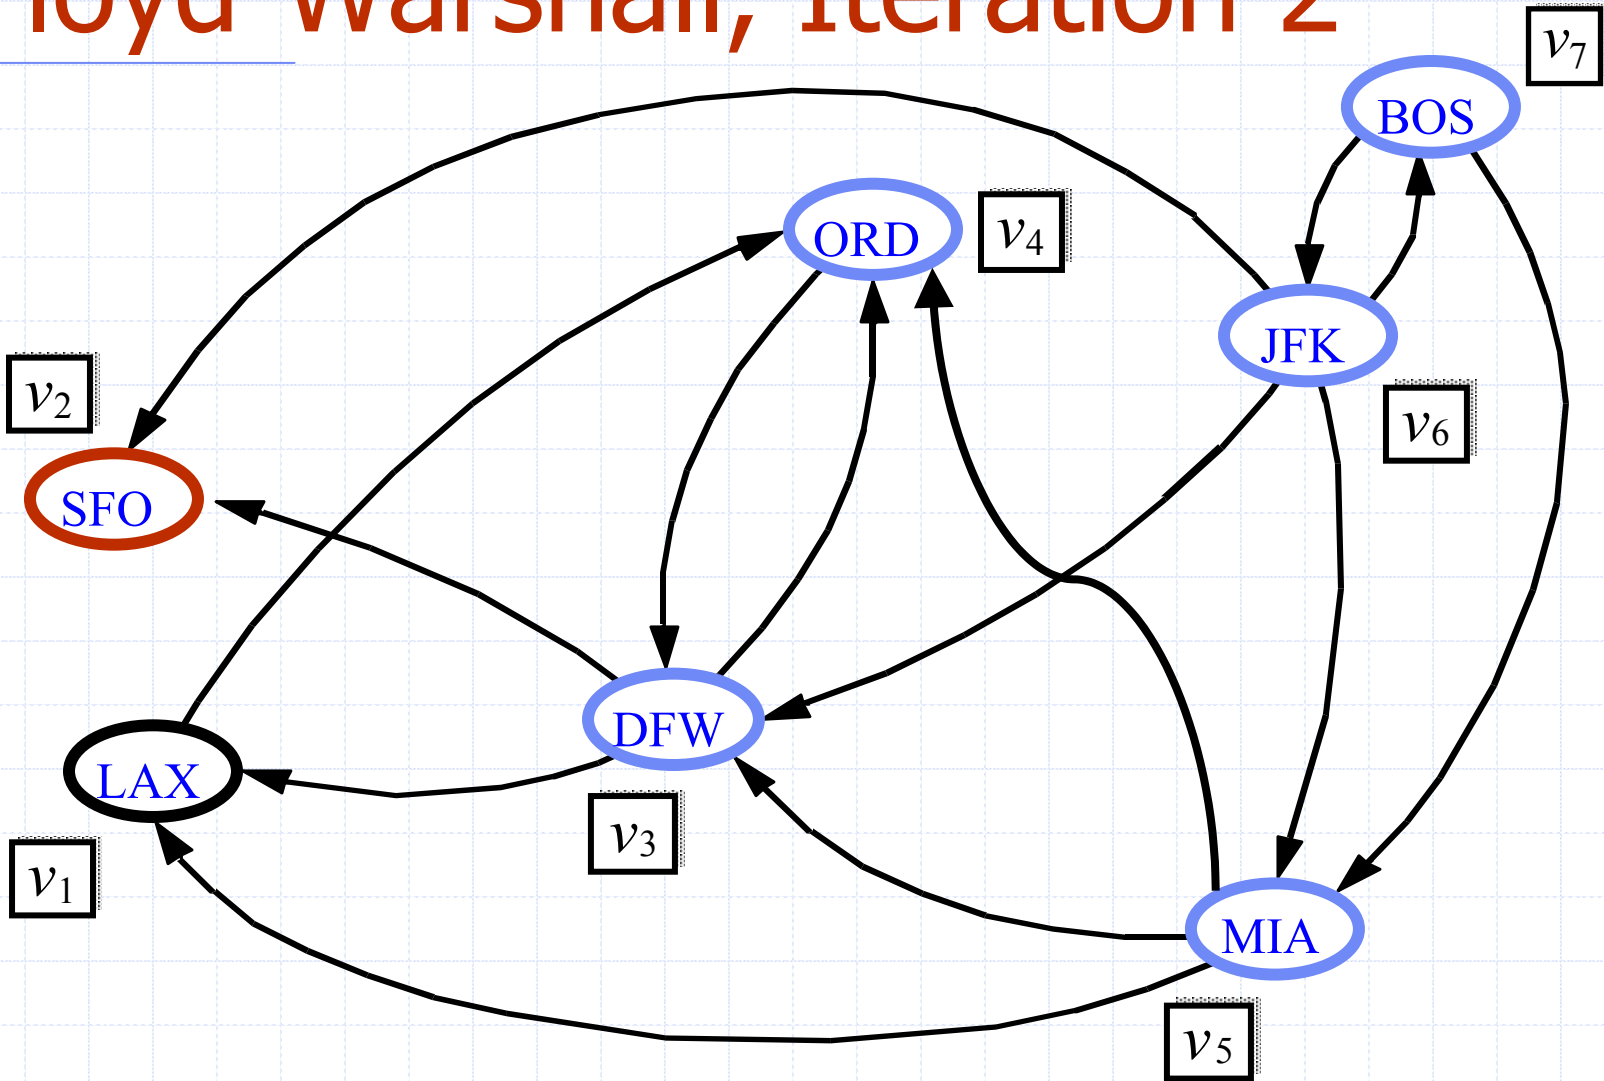 loyd-Warshall, Iteration 2
v7
BOS
ORD
v4
JFK
v2
v6
SFO
DFW
LAX
v3
v1
MIA
v5